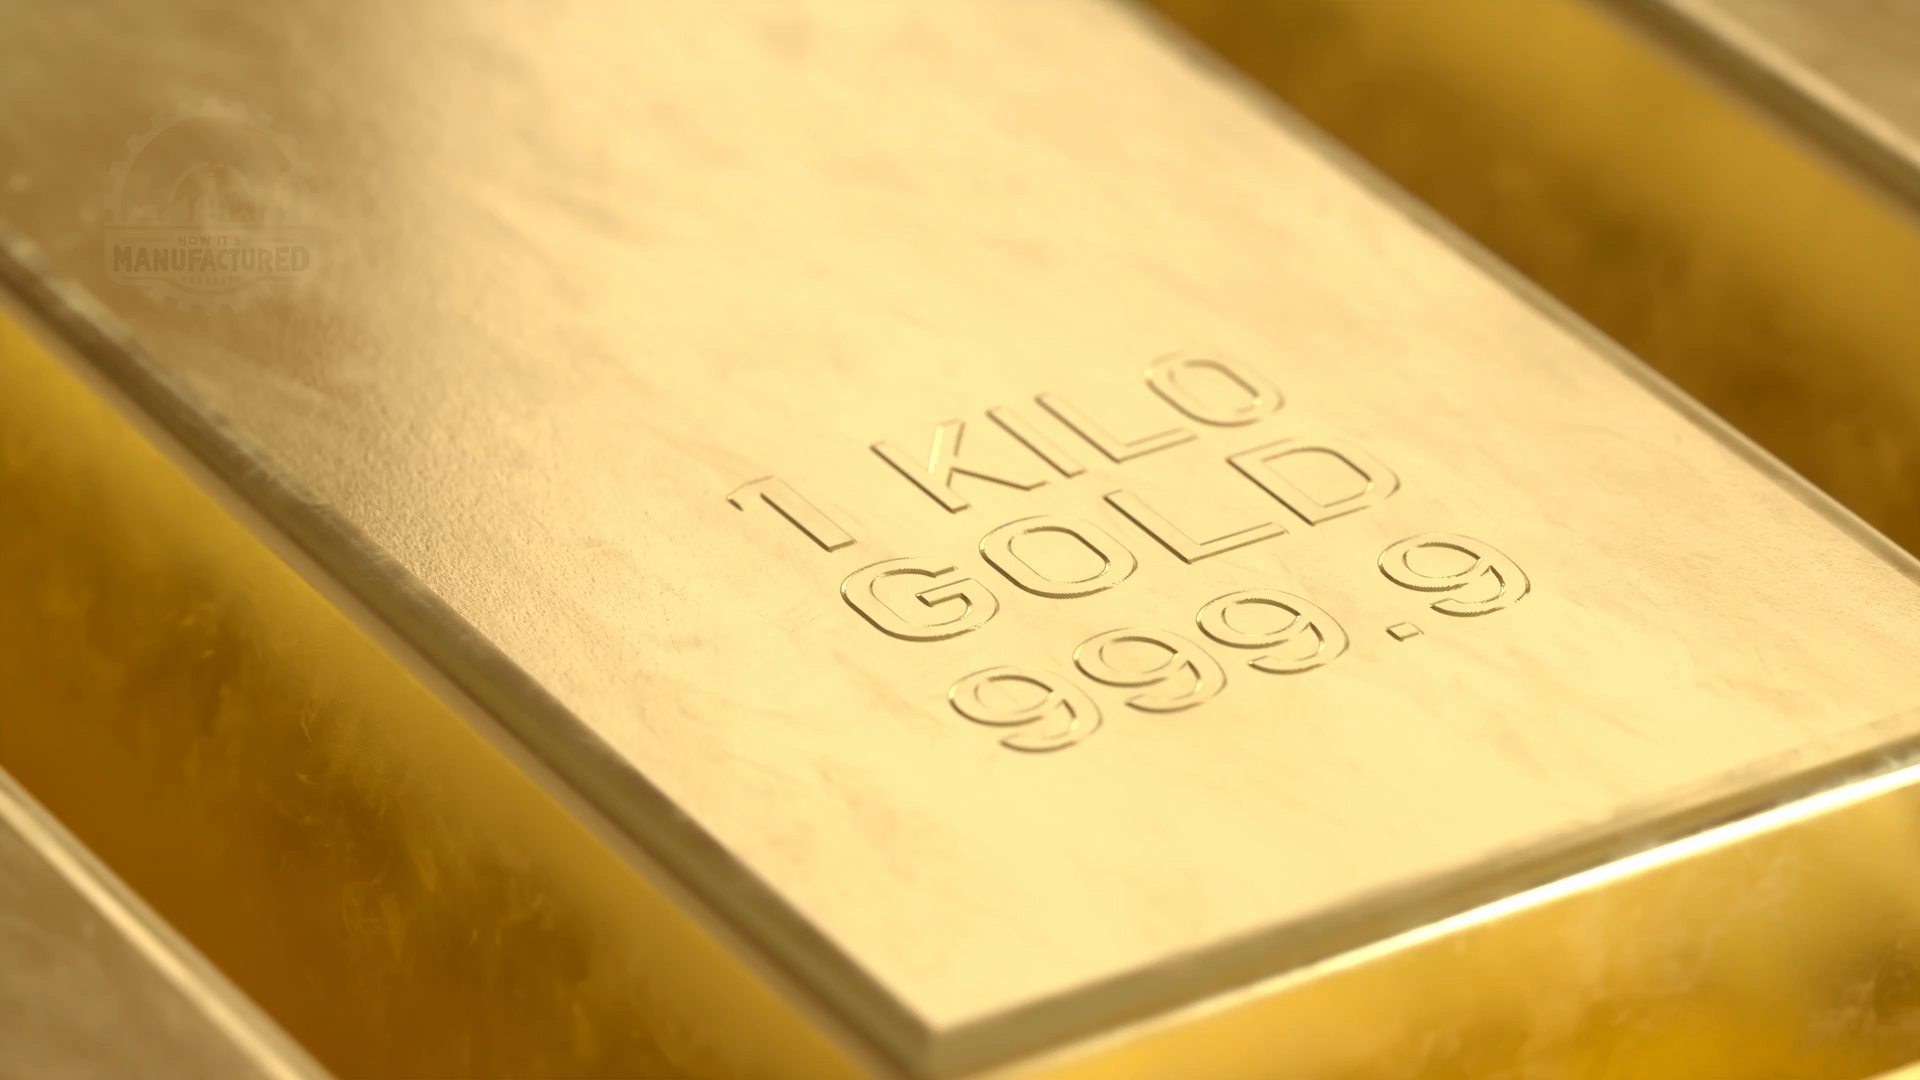 HOW IT'S
MANUFACTURED
1 KILO
GOLD
999.9